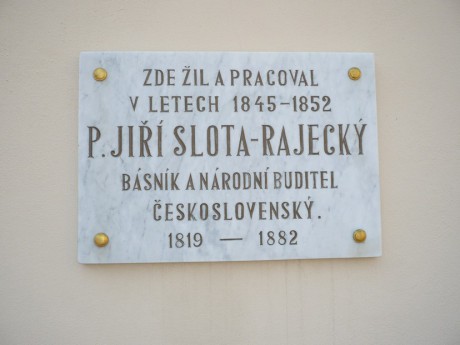 ZDE ŽIL A PRACOVAL
V LETECH 1845-1852
P. JIŘÍ SLOTA-RAJECKÝ
BÁSNÍK A NÁRODNÍ BUDITEL
ČESKOSLOVENSKÝ.
1819 — 1882